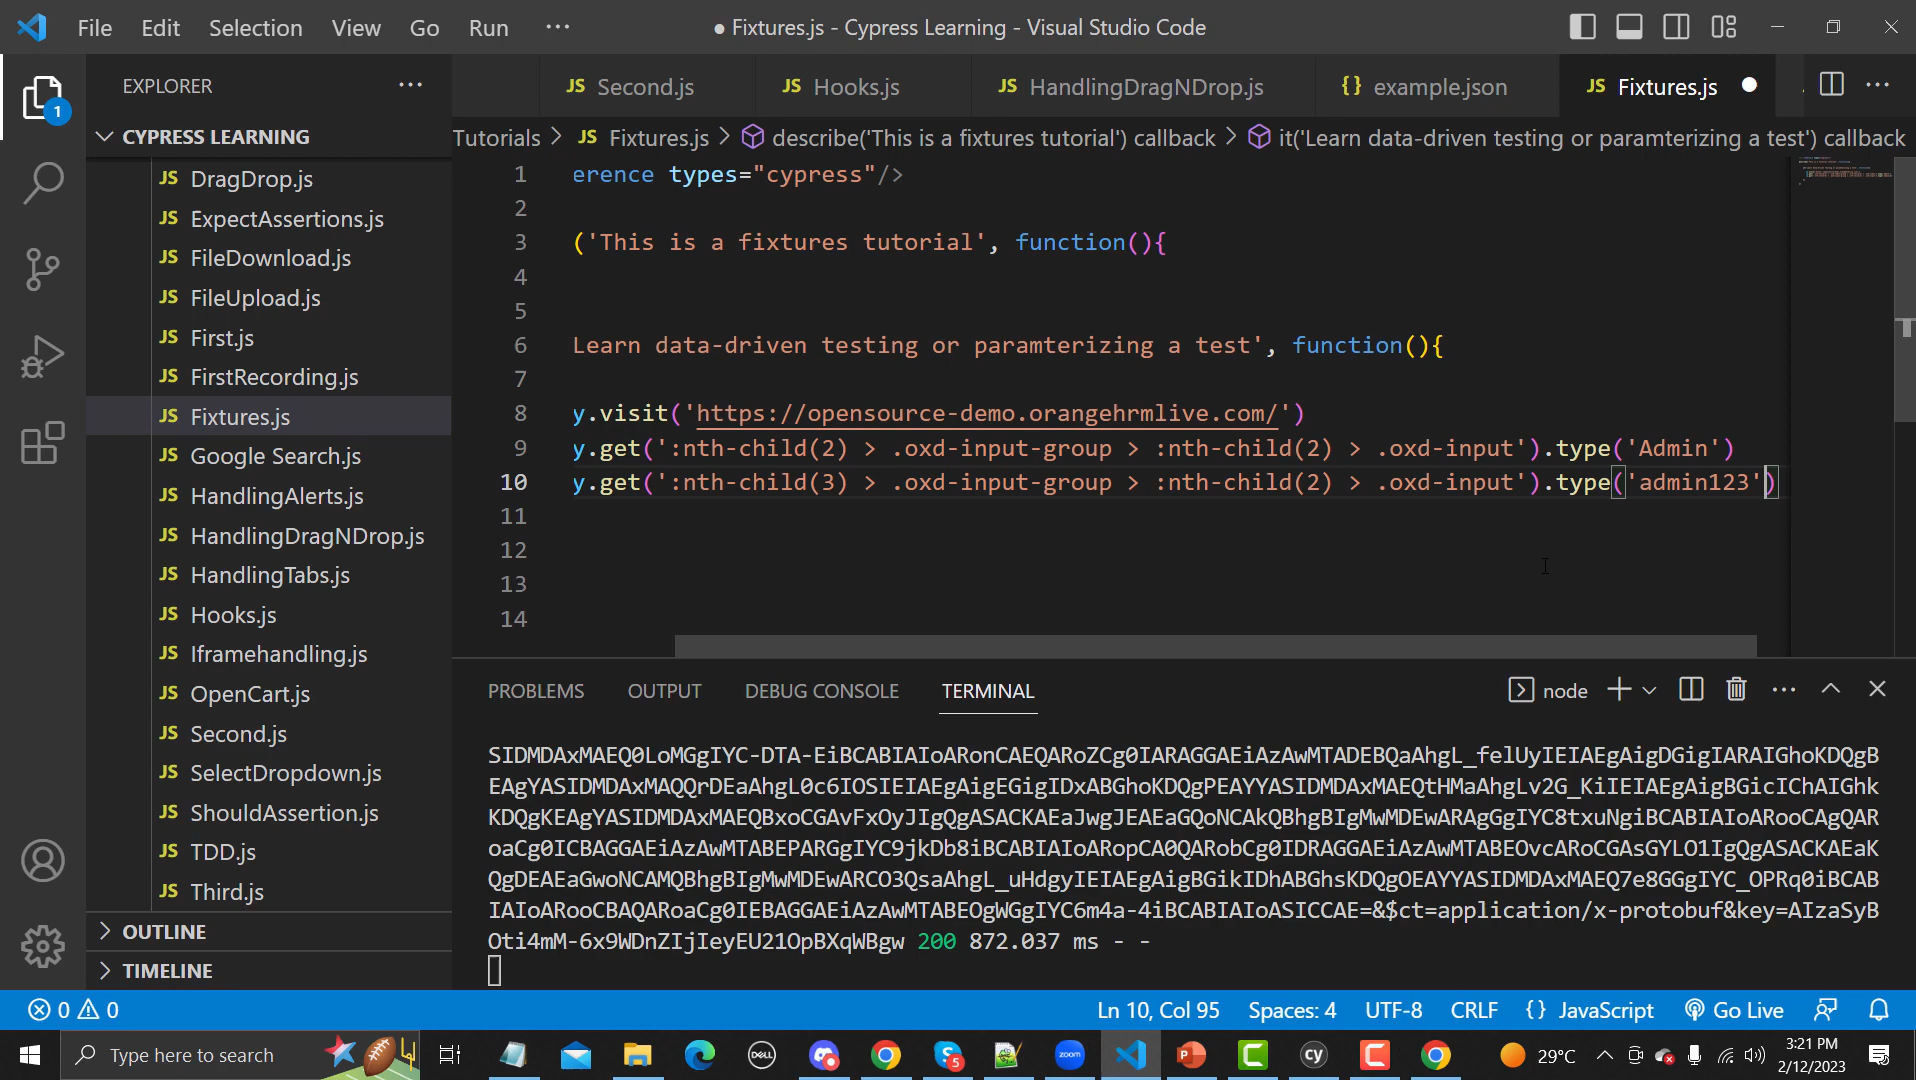 File Edit Selection View Go Run ··· ● Fixtures.js - Cypress Learning - Visual Studio Code
EXPLORER ···
JS Second.js JS Hooks.js JS HandlingDragNDrop.js {} example.json JS Fixtures.js ● ···
1
CYPRESS LEARNING
Tutorials > JS Fixtures.js > describe('This is a fixtures tutorial') callback > it('Learn data-driven testing or paramterizing a test') callback
JS DragDrop.js
JS ExpectAssertions.js
JS FileDownload.js
JS FileUpload.js
JS First.js
JS FirstRecording.js
JS Fixtures.js
JS Google Search.js
JS HandlingAlerts.js
JS HandlingDragNDrop.js
JS HandlingTabs.js
JS Hooks.js
JS Iframehandling.js
JS OpenCart.js
JS Second.js
JS SelectDropdown.js
JS ShouldAssertion.js
JS TDD.js
JS Third.js
OUTLINE
TIMELINE
1 erence types="cypress"/>
2
3 ('This is a fixtures tutorial', function(){
4
5
6 Learn data-driven testing or paramterizing a test', function(){
7
8 y.visit('https://opensource-demo.orangehrmlive.com/')
9 y.get(':nth-child(2) > .oxd-input-group > :nth-child(2) > .oxd-input').type('Admin')
10 y.get(':nth-child(3) > .oxd-input-group > :nth-child(2) > .oxd-input').type('admin123')
11
12
13
14
PROBLEMS OUTPUT DEBUG CONSOLE TERMINAL node ···
SIDMDAxMAEQ0LoMGgIYC-DTA-EiBCABIAIoARonCAEQARoZCg0IARAGGAEiAzAwMTADEBQaAhgL_felUyIEIAEgAigDGigIARAIGhoKDQgB
EAgYASIDMDAxMAQQrDEaAhgL0c6IOSIEIAEgAigEGigIDxABGhoKDQgPEAYYASIDMDAxMAEQtHMaAhgLv2G_KiIEIAEgAigBGicIChAIGhk
KDQgKEAgYASIDMDAxMAEQBxoCGAvFxOyJIgQgASACKAEaJwgJEAEaGQoNCAkQBhgBIgMwMDEwARAgGgIYC8txuNgiBCABIAIoARooCAgQAR
oaCg0ICBAGGAEiAzAwMTABEPARGgIYC9jkDb8iBCABIAIoARopCA0QARobCg0IDRAGGAEiAzAwMTABEOvcARoCGAsGYLO1IgQgASACKAEaK
QgDEAEaGwoNCAMQBhgBIgMwMDEwARCO3QsaAhgL_uHdgyIEIAEgAigBGikIDhABGhsKDQgOEAYYASIDMDAxMAEQ7e8GGgIYC_OPRq0iBCAB
IAIoARooCBAQARoaCg0IEBAGGAEiAzAwMTABEOgWGgIYC6m4a-4iBCABIAIoASICCAE=&$ct=application/x-protobuf&key=AIzaSyB
Oti4mM-6x9WDnZIjIeyEU21OpBXqWBgw 200 872.037 ms - -
0 0 Ln 10, Col 95 Spaces: 4 UTF-8 CRLF {} JavaScript Go Live
Type here to search DELL 5 zoom P C cy C 29°C 3:21 PM
2/12/2023